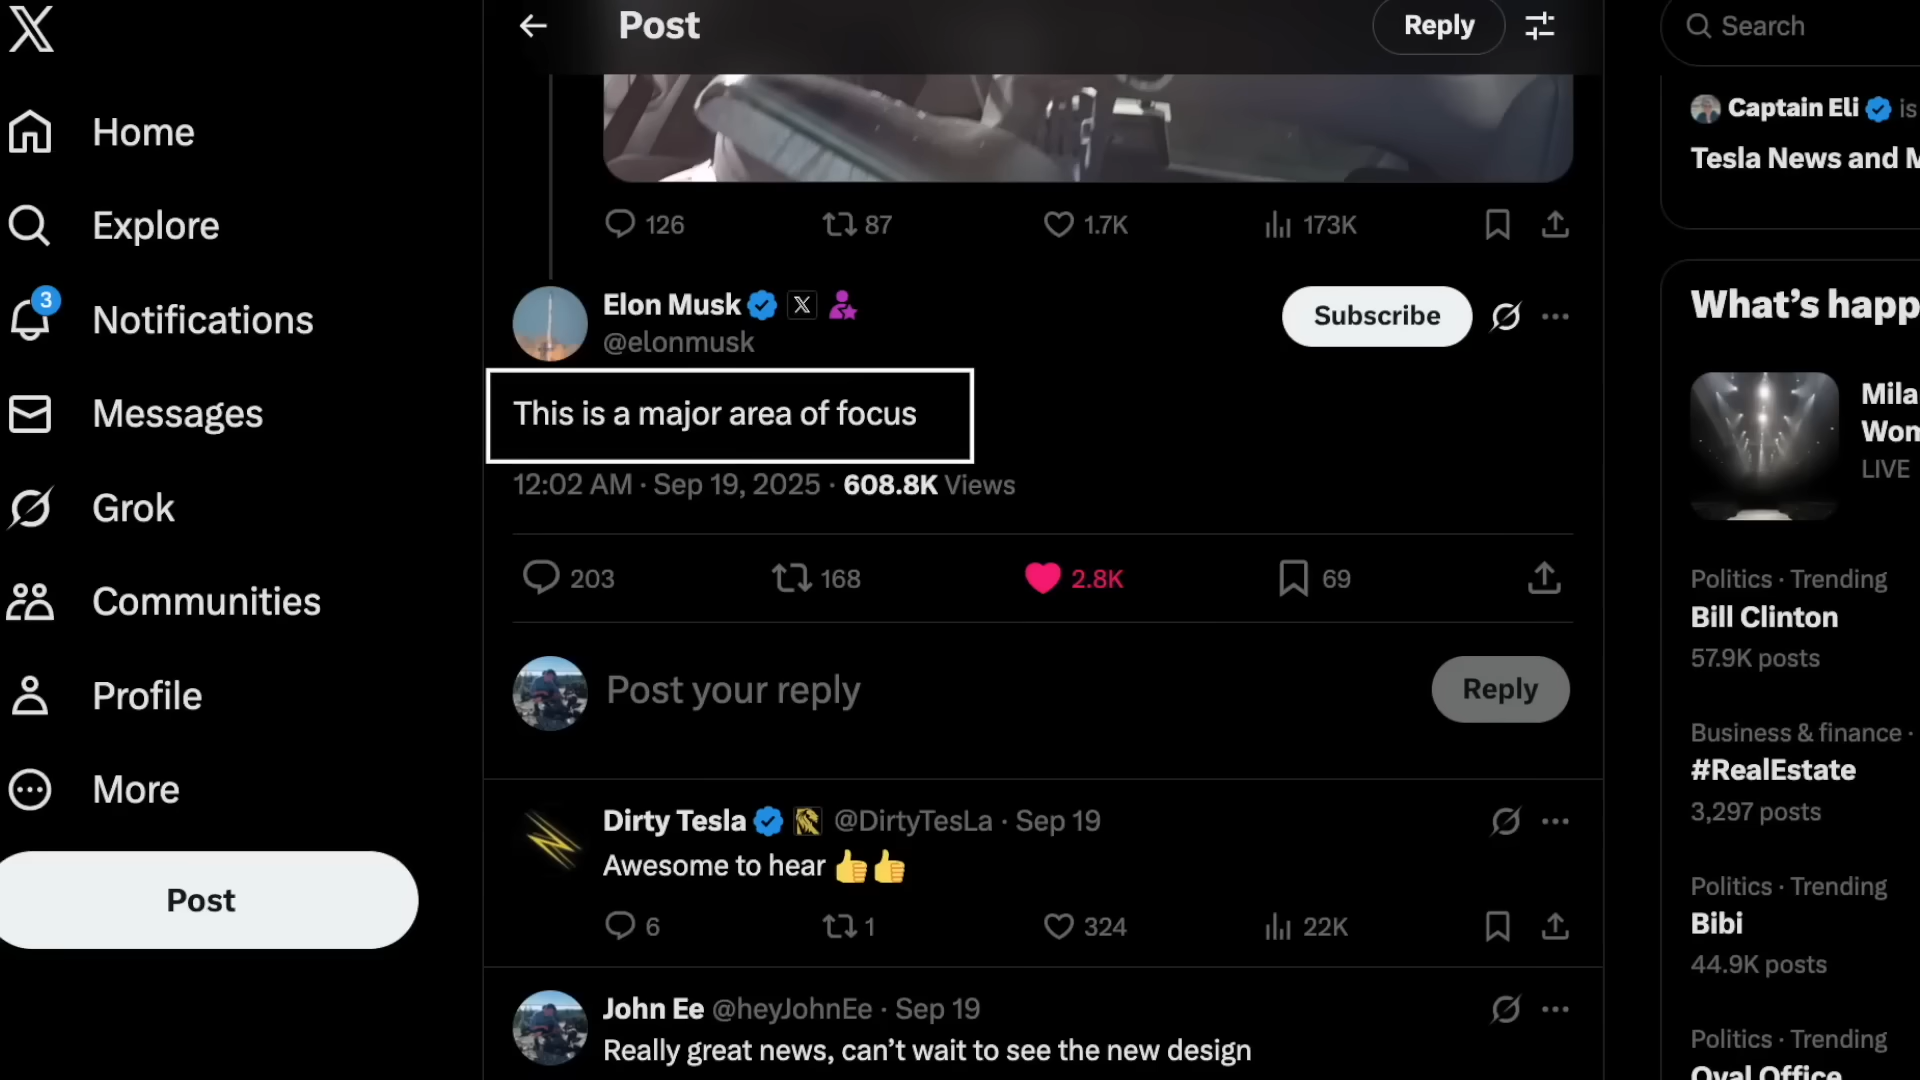 Home
Explore
3
Notifications
Messages
Grok
Communities
Profile
More
Post
Post
Reply
126
87
1.7K
173K
Elon Musk
@elonmusk
Subscribe
This is a major area of focus
12:02 AM · Sep 19, 2025 · 608.8K Views
203
168
2.8K
69
Post your reply
Reply
Dirty Tesla @DirtyTesLa · Sep 19
Awesome to hear 👍👍
6
1
324
22K
John Ee @heyJohnEe · Sep 19
Really great news, can’t wait to see the new design
Search
Captain Eli is
Tesla News and M
What’s happ
Mila
Wom
LIVE
Politics · Trending
Bill Clinton
57.9K posts
Business & finance ·
#RealEstate
3,297 posts
Politics · Trending
Bibi
44.9K posts
Politics · Trending
Oval Office